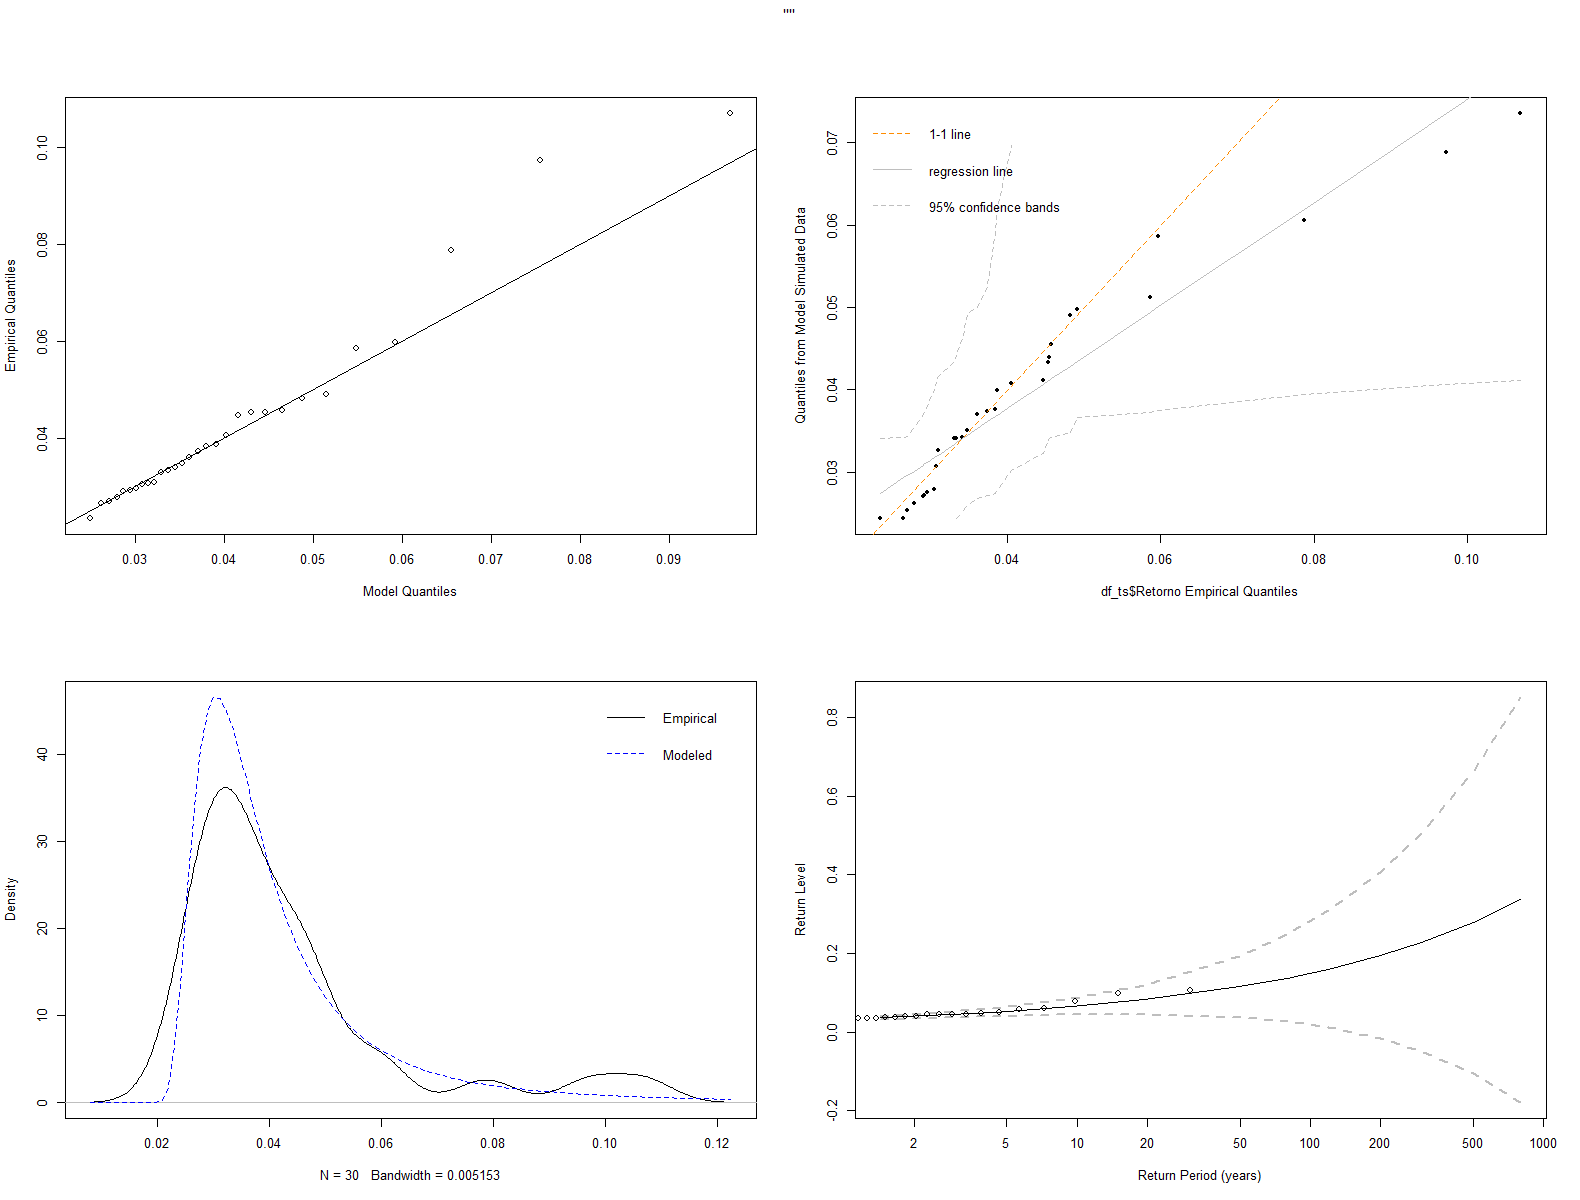 ""
0.10
0.08
0.06
0.04
Empirical Quantiles
0.03 0.04 0.05 0.06 0.07 0.08 0.09
Model Quantiles
1-1 line
regression line
95% confidence bands
0.07
0.06
0.05
0.04
0.03
Quantiles from Model Simulated Data
0.04 0.06 0.08 0.10
df_ts$Retorno Empirical Quantiles
Empirical
Modeled
40
30
20
10
0
Density
0.02 0.04 0.06 0.08 0.10 0.12
N = 30 Bandwidth = 0.005153
0.8
0.6
0.4
0.2
0.0
-0.2
Return Level
2 5 10 20 50 100 200 500 1000
Return Period (years)